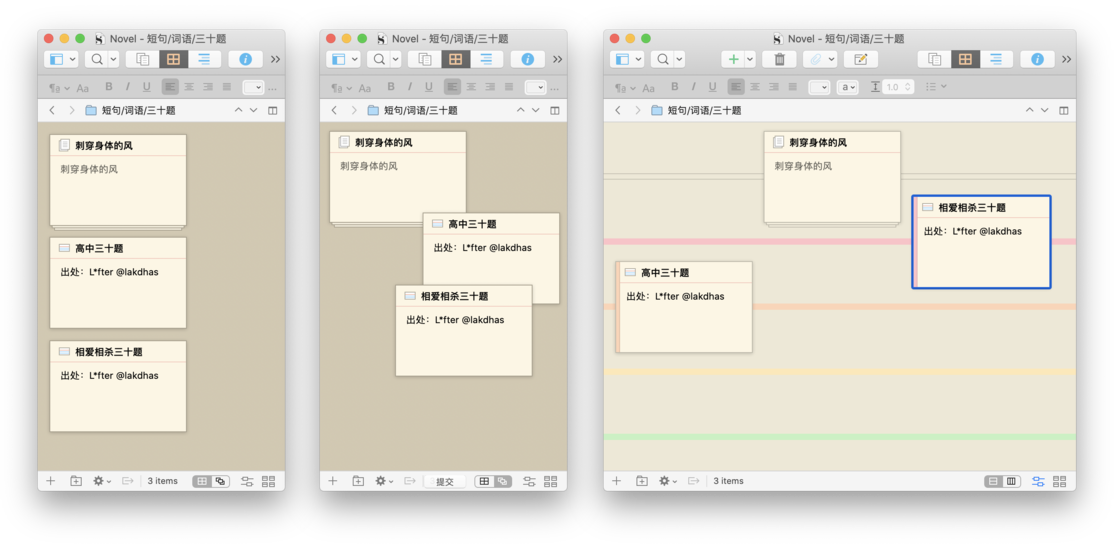 Novel - 短句/词语/三十题
¶a Aa B I U ...
短句/词语/三十题
刺穿身体的风
刺穿身体的风
高中三十题
出处：L*fter @lakdhas
相爱相杀三十题
出处：L*fter @lakdhas
3 items
Novel - 短句/词语/三十题
¶a Aa B I U ...
短句/词语/三十题
刺穿身体的风
刺穿身体的风
高中三十题
出处：L*fter @lakdhas
相爱相杀三十题
出处：L*fter @lakdhas
提交
Novel - 短句/词语/三十题
¶a Aa B I U a 1.0
短句/词语/三十题
刺穿身体的风
刺穿身体的风
相爱相杀三十题
出处：L*fter @lakdhas
高中三十题
出处：L*fter @lakdhas
3 items